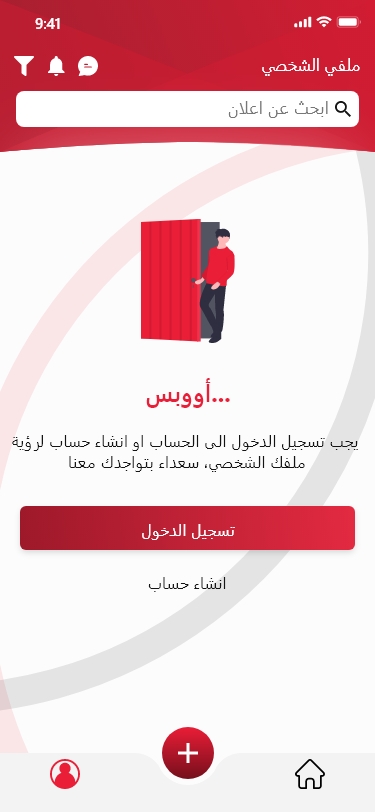 9:41
ملفي الشخصي
ابحث عن اعلان
أووبس...
يجب تسجيل الدخول الى الحساب او انشاء حساب لرؤية
ملفك الشخصي، سعداء بتواجدك معنا
تسجيل الدخول
انشاء حساب